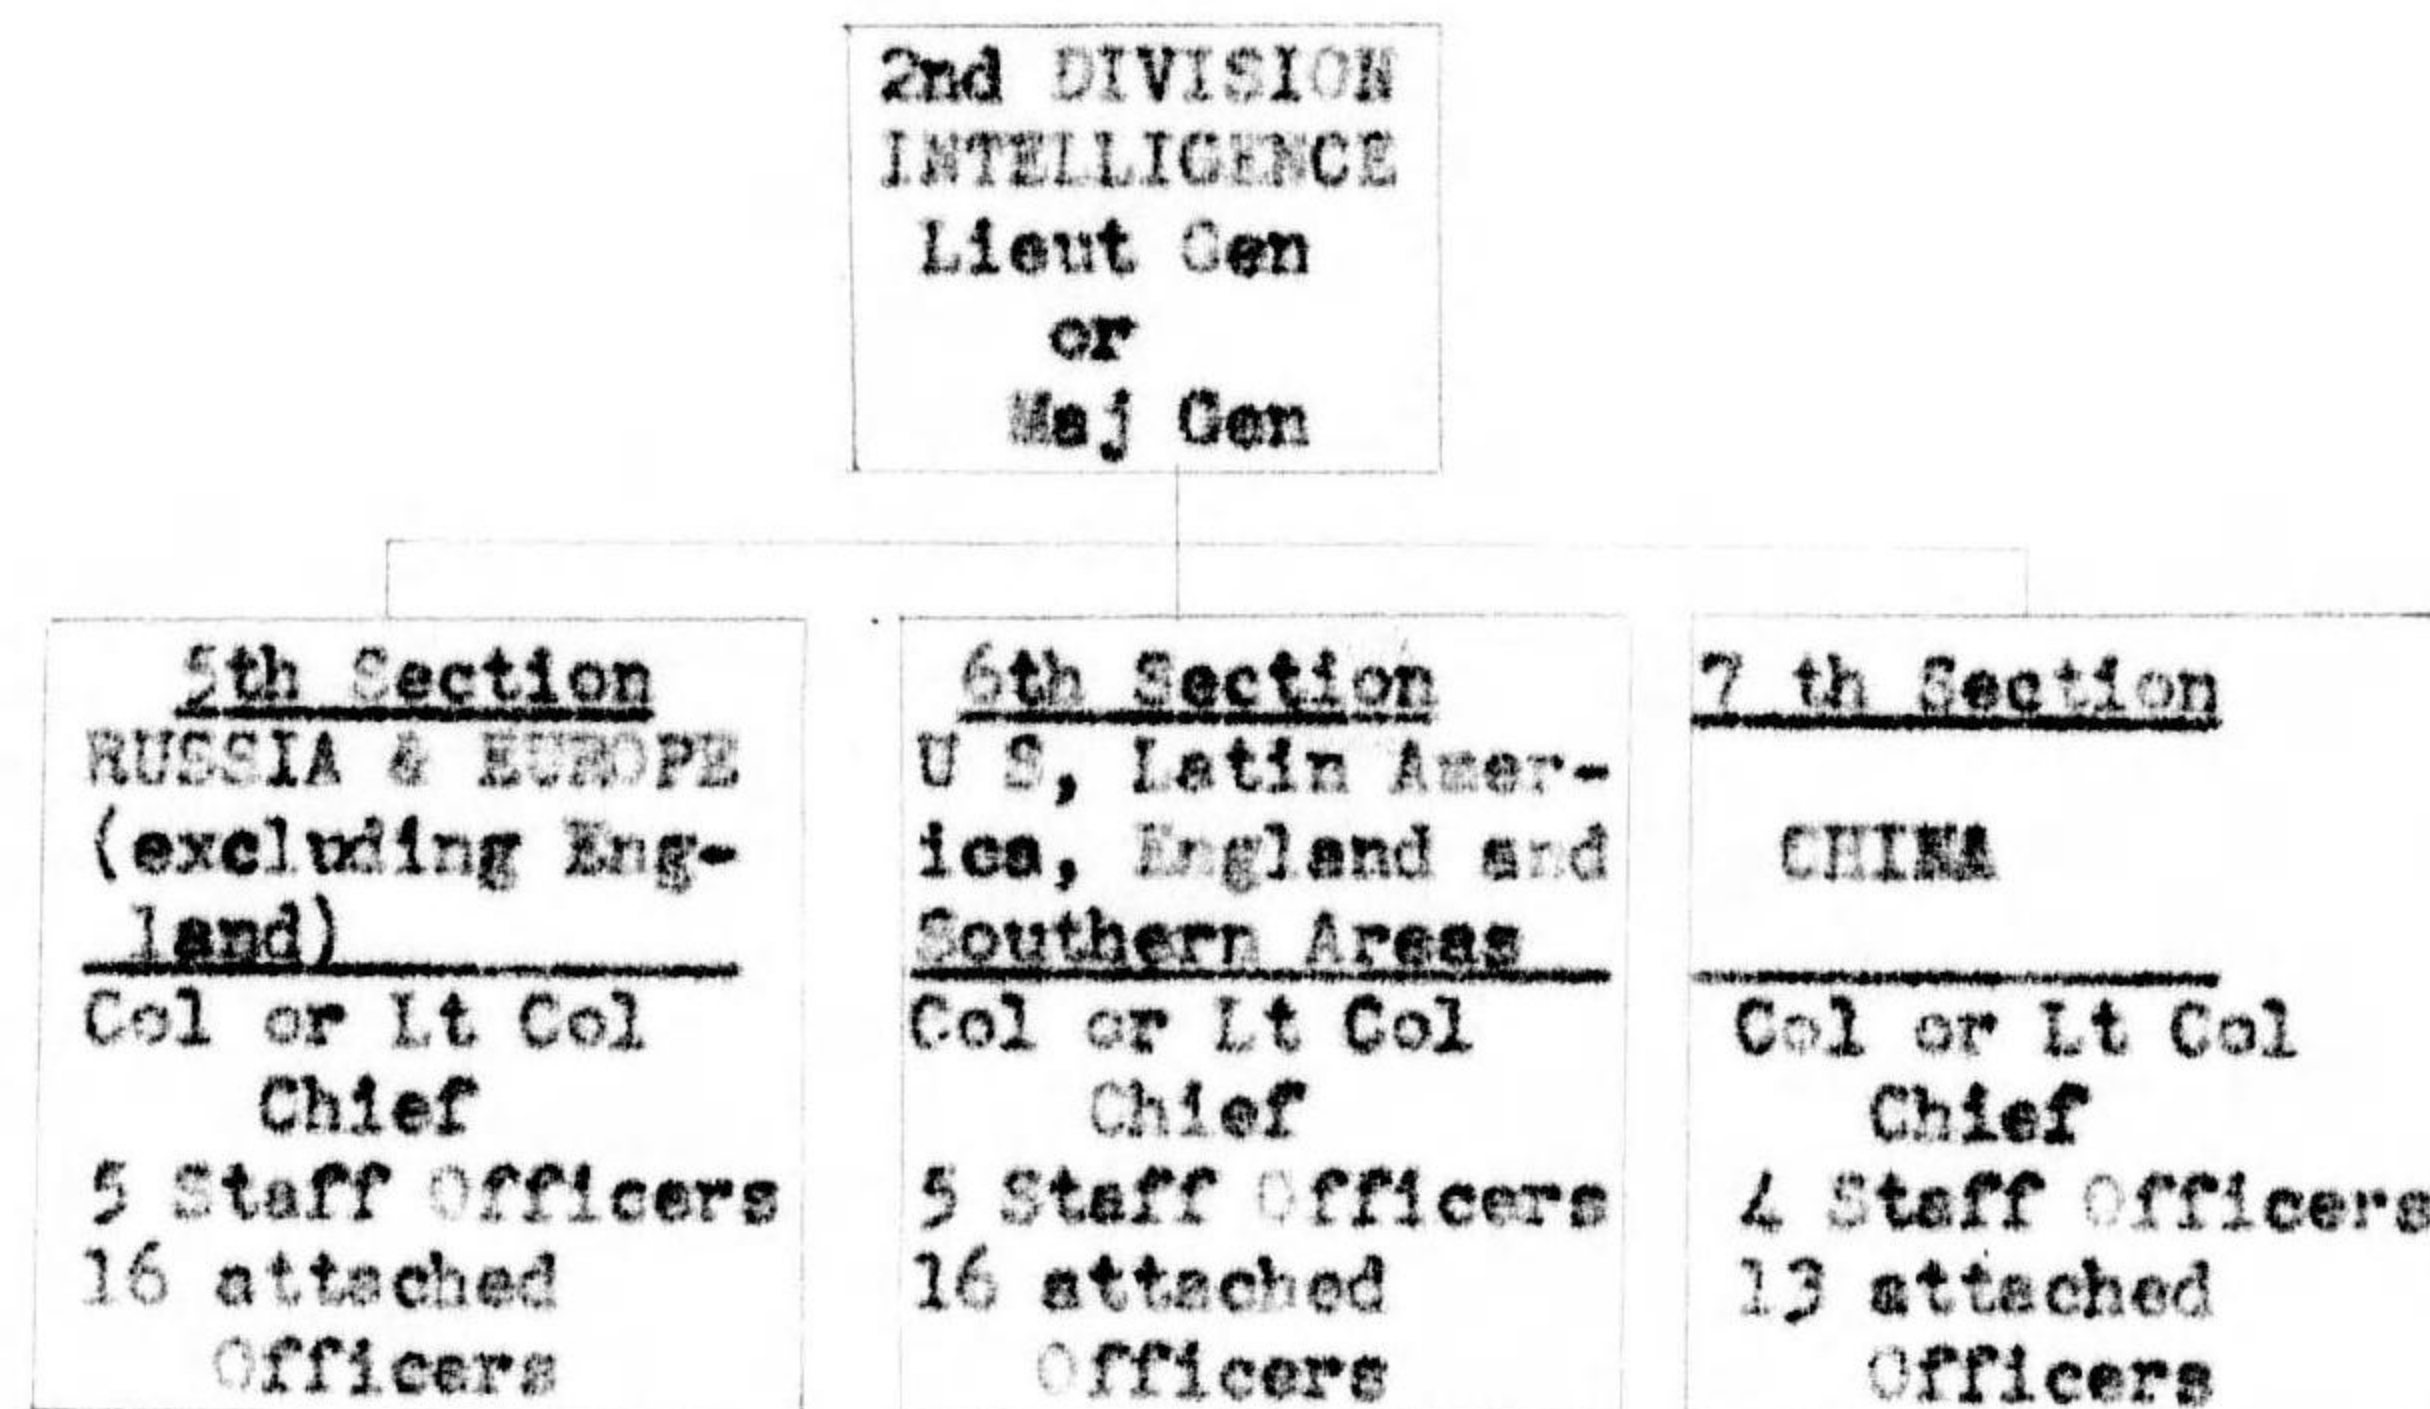 2nd DIVISION
INTELLIGENCE
Lieut Gen
or
Maj Gen
5th Section
RUSSIA & EUROPE
(excluding Eng-
land)
Col or Lt Col
Chief
5 Staff Officers
16 attached
Officers
6th Section
U S, Latin Amer-
ica, England and
Southern Areas
Col or Lt Col
Chief
5 Staff Officers
16 attached
Officers
7 th Section
CHINA
Col or Lt Col
Chief
4 Staff Officers
13 attached
Officers